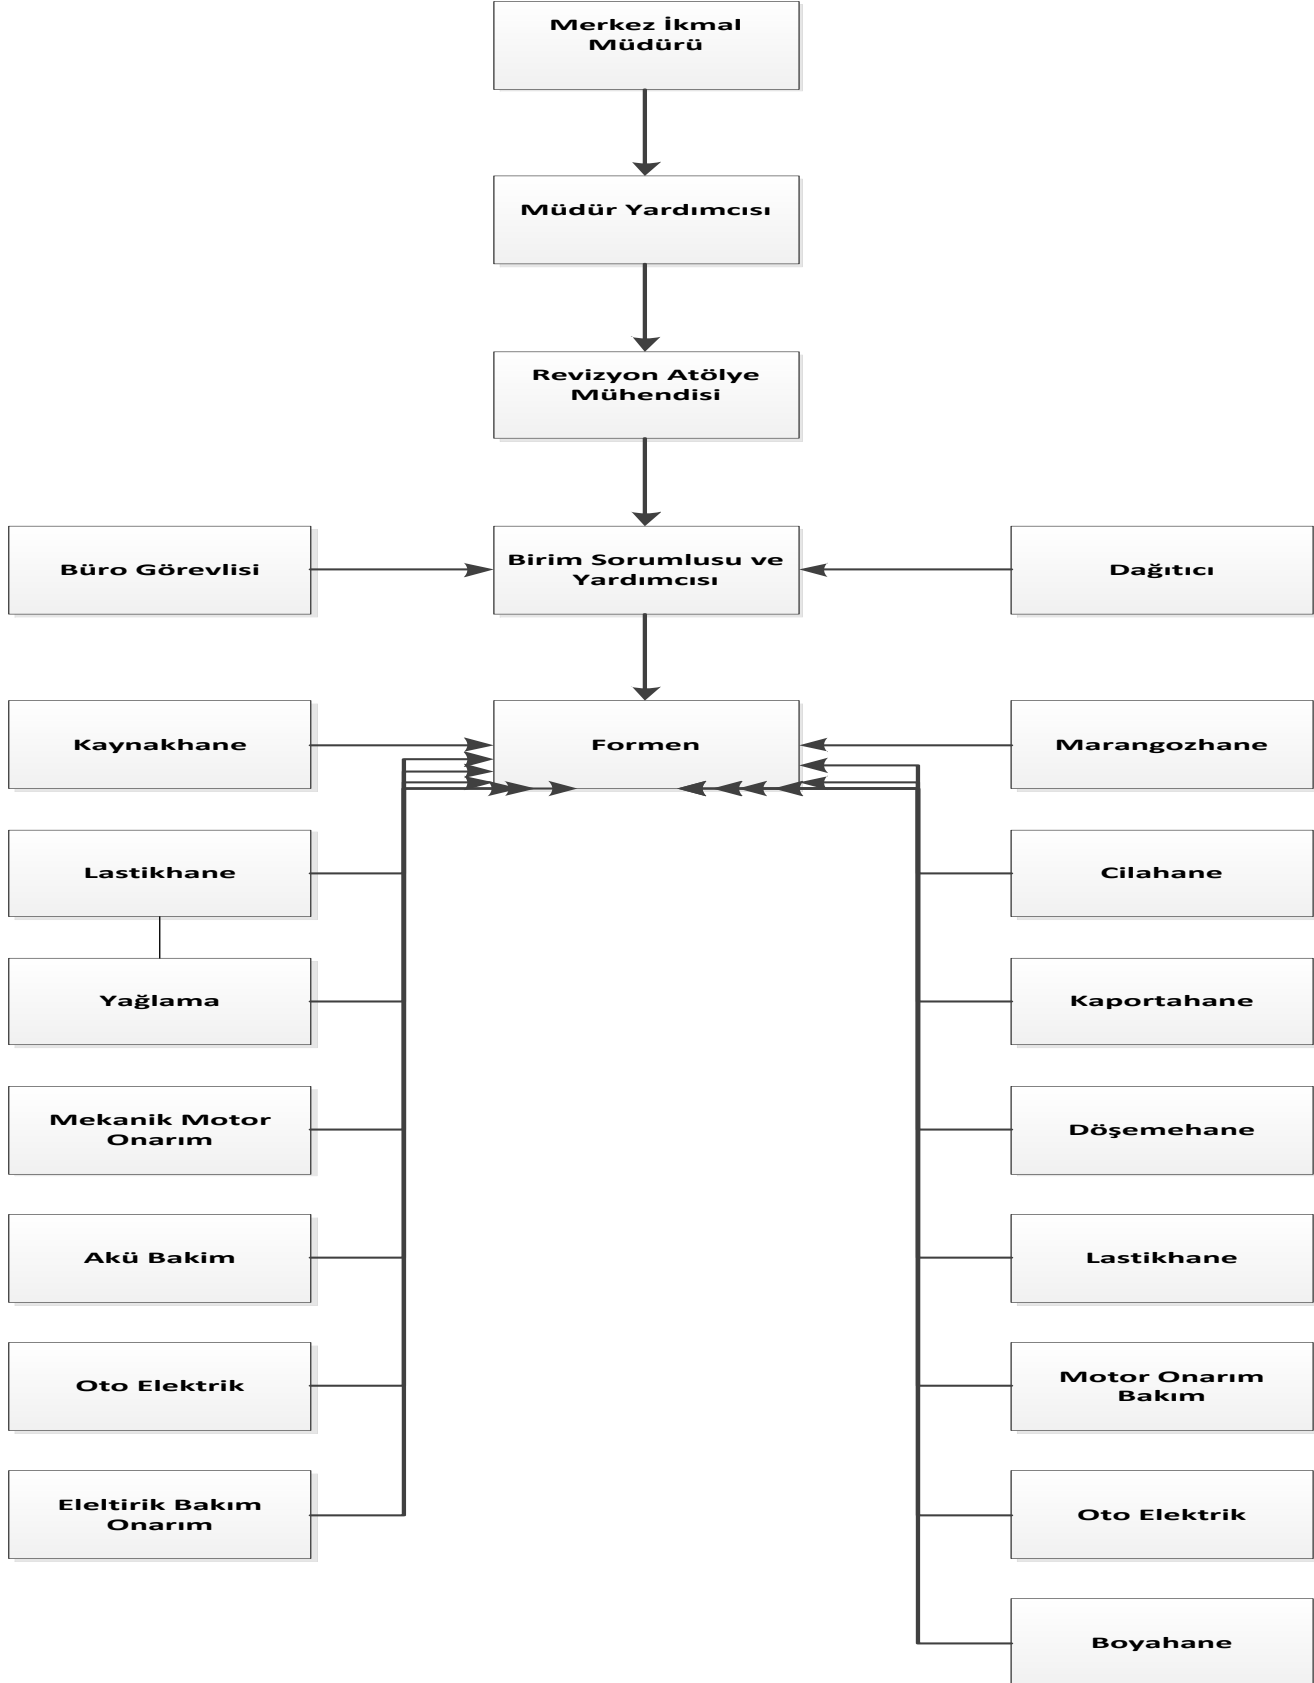 Merkez İkmal
Müdürü
Müdür Yardımcısı
Revizyon Atölye
Mühendisi
Büro Görevlisi
Birim Sorumlusu ve
Yardımcısı
Dağıtıcı
Kaynakhane
Formen
Marangozhane
Lastikhane
Cilahane
Yağlama
Kaportahane
Mekanik Motor
Onarım
Döşemehane
Akü Bakim
Lastikhane
Oto Elektrik
Motor Onarım
Bakım
Eleltirik Bakım
Onarım
Oto Elektrik
Boyahane